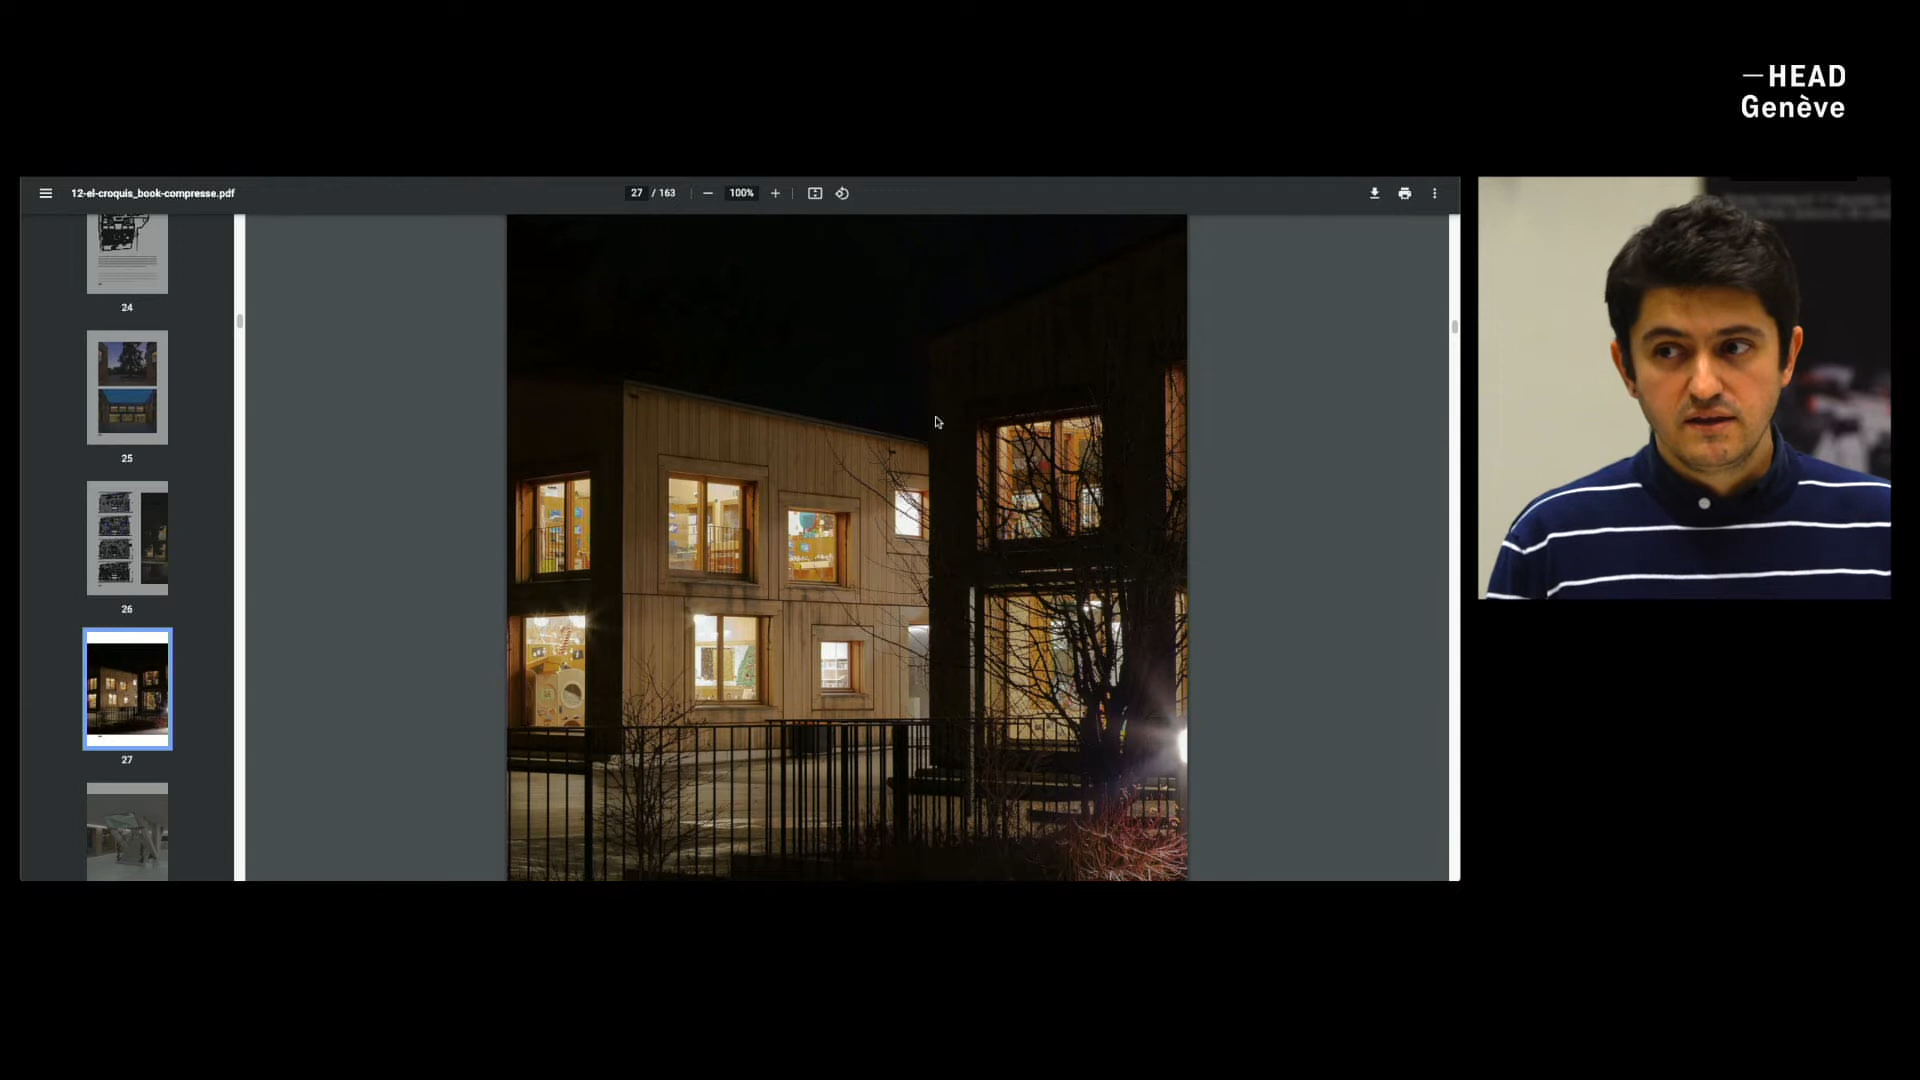 —HEAD
Genève
12-el-croquis_book-compresse.pdf
27 / 163
100%
24
25
26
27